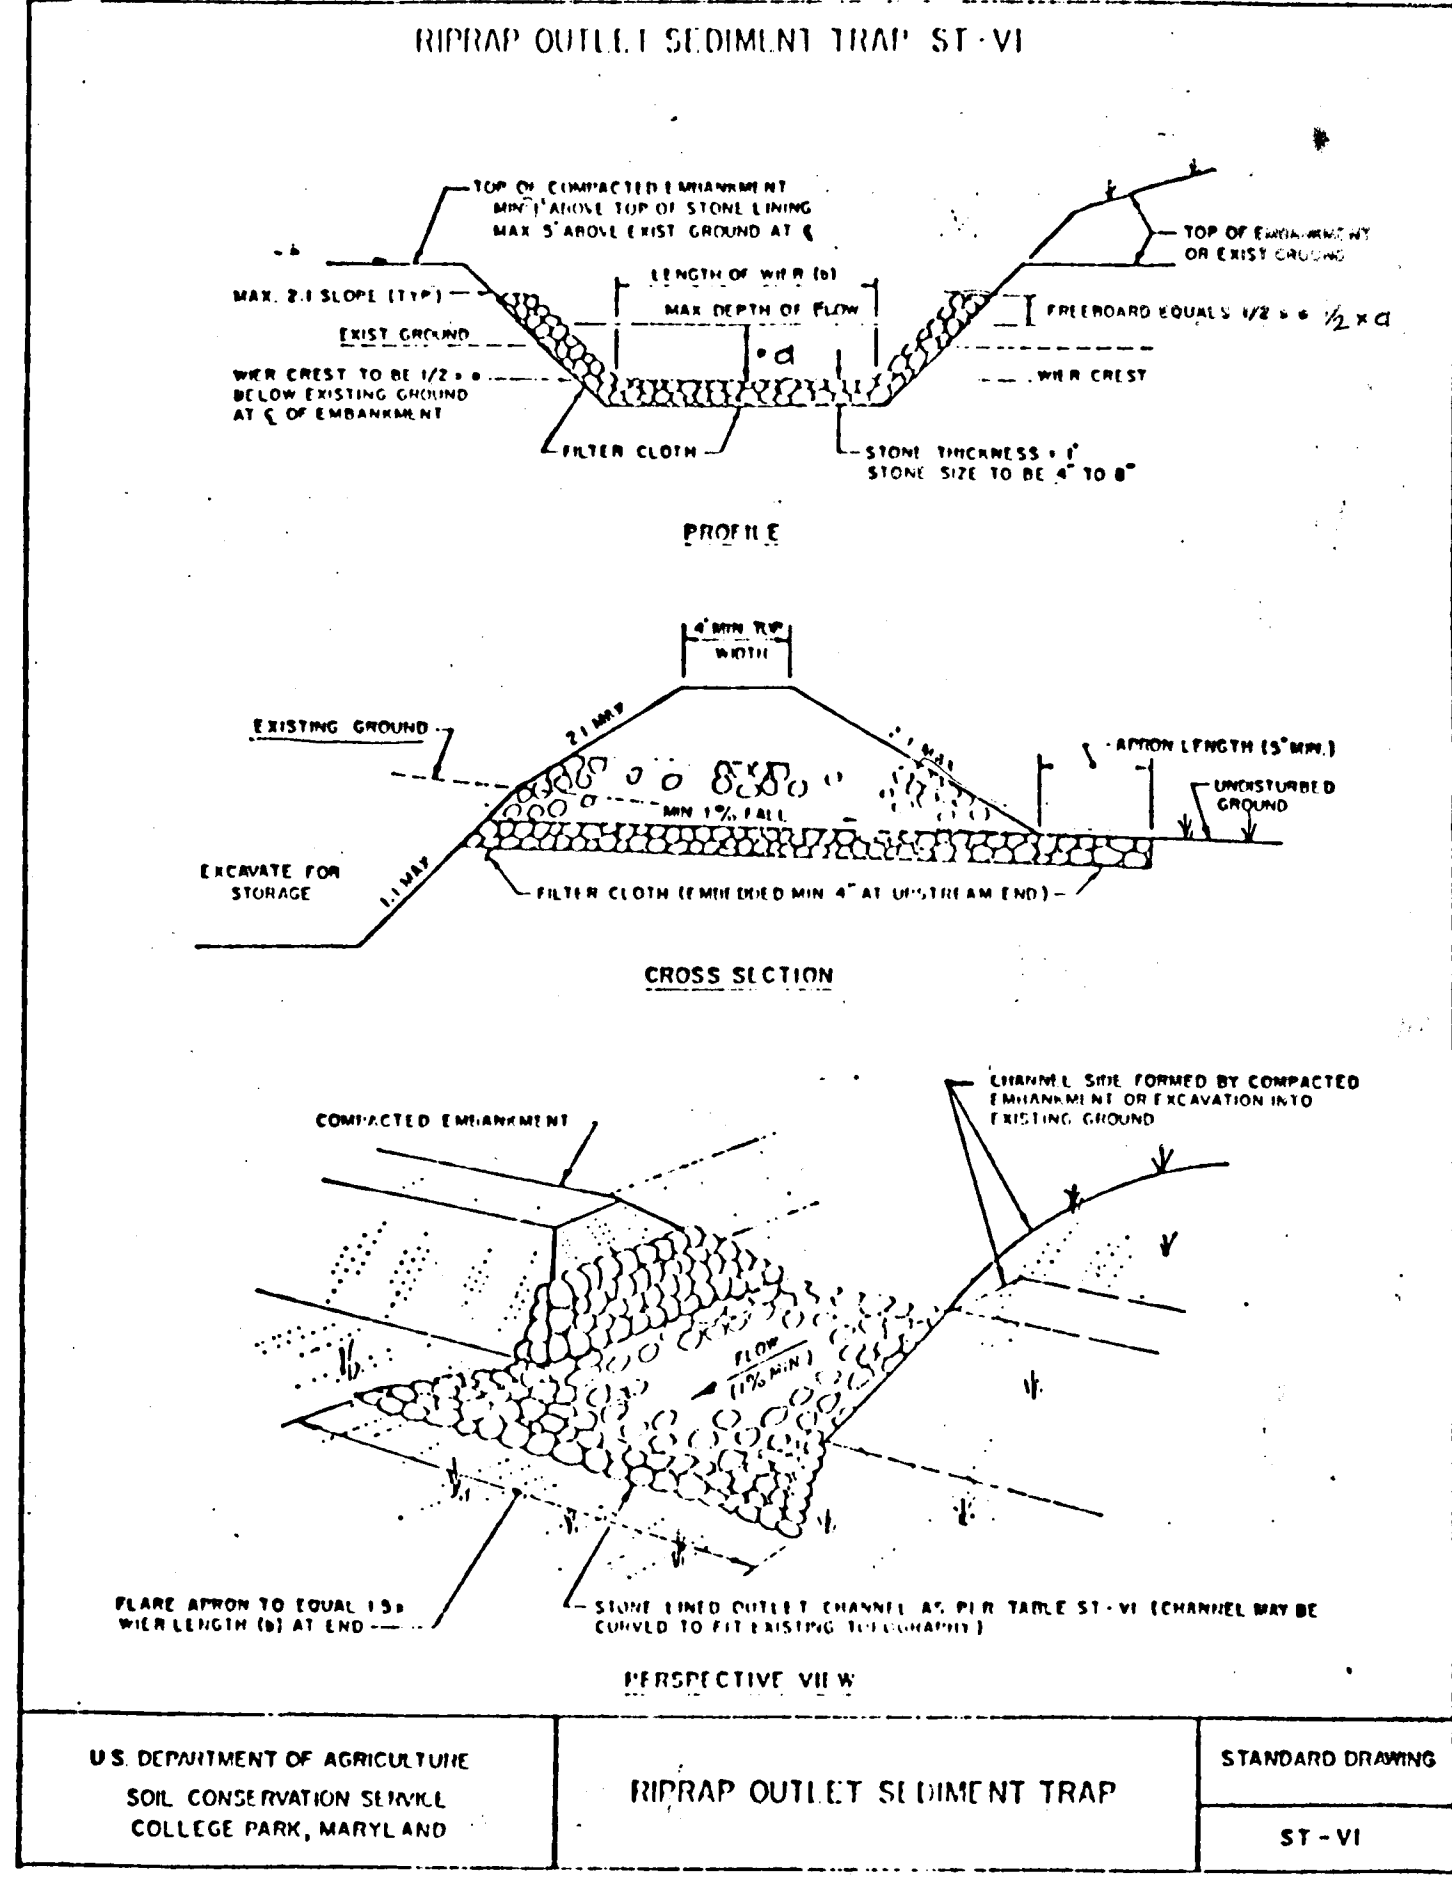 RIPRAP OUTLET SEDIMENT TRAP ST-VI
TOP OF COMPACTED EMBANKMENT
MIN 1' ABOVE TOP OF STONE LINING
MAX 5' ABOVE EXIST GROUND AT ℄
TOP OF EMBANKMENT
OR EXIST GROUND
LENGTH OF WIER (b)
MAX. 2:1 SLOPE (TYP)
MAX DEPTH OF FLOW
FREEBOARD EQUALS 1/2 x a 1/2 x a
EXIST GROUND
• a
WIER CREST TO BE 1/2 x a
BELOW EXISTING GROUND
AT ℄ OF EMBANKMENT
WIER CREST
FILTER CLOTH
STONE THICKNESS = 1'
STONE SIZE TO BE 4" TO 8"
PROFILE
4' MIN TOP
WIDTH
EXISTING GROUND
2:1 MAX
2:1 MAX
APRON LENGTH (5' MIN.)
UNDISTURBED
GROUND
MIN 1% FALL
EXCAVATE FOR
STORAGE
1:1 MAX
FILTER CLOTH (EMBEDDED MIN 4" AT UPSTREAM END)
CROSS SECTION
CHANNEL SIDE FORMED BY COMPACTED
EMBANKMENT OR EXCAVATION INTO
EXISTING GROUND
COMPACTED EMBANKMENT
FLOW
(1% MIN)
FLARE APRON TO EQUAL 1.5 x
WIER LENGTH (b) AT END
STONE LINED OUTLET CHANNEL AS PER TABLE ST-VI (CHANNEL MAY BE
CURVED TO FIT EXISTING TOPOGRAPHY)
PERSPECTIVE VIEW
U.S. DEPARTMENT OF AGRICULTURE
SOIL CONSERVATION SERVICE
COLLEGE PARK, MARYLAND
RIPRAP OUTLET SEDIMENT TRAP
STANDARD DRAWING
ST-VI